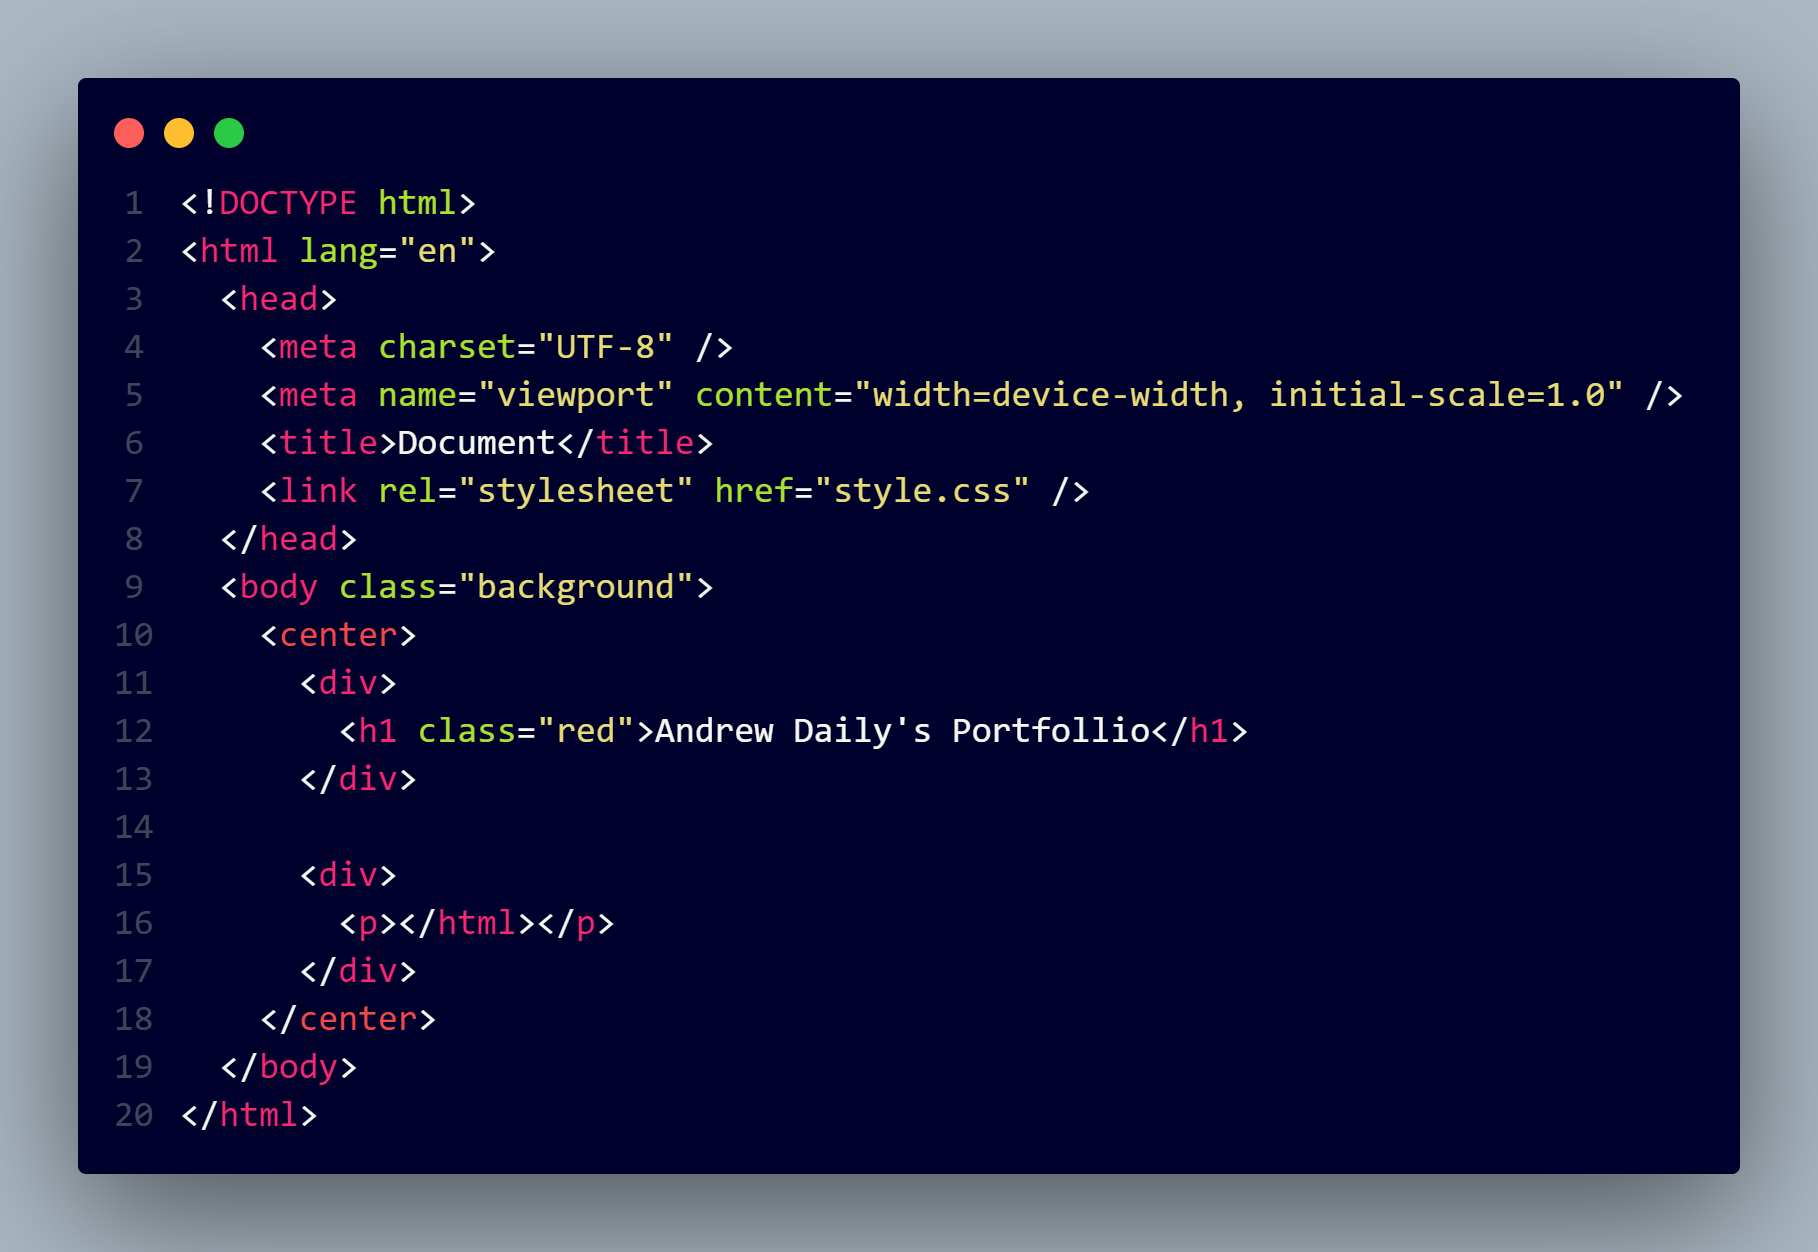 1 <!DOCTYPE html>
2 <html lang="en">
3   <head>
4     <meta charset="UTF-8" />
5     <meta name="viewport" content="width=device-width, initial-scale=1.0" />
6     <title>Document</title>
7     <link rel="stylesheet" href="style.css" />
8   </head>
9   <body class="background">
10     <center>
11       <div>
12         <h1 class="red">Andrew Daily's Portfollio</h1>
13       </div>
14
15       <div>
16         <p></html></p>
17       </div>
18     </center>
19   </body>
20 </html>